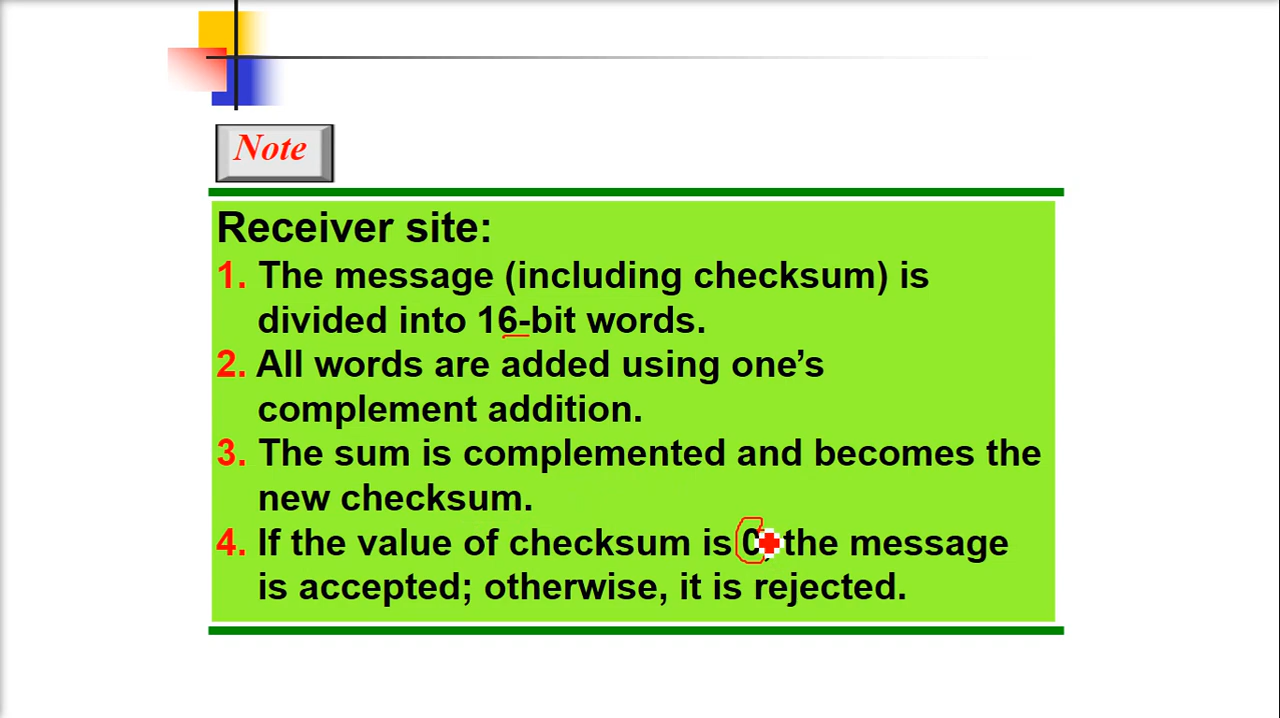 Note
Receiver site:
1. The message (including checksum) is
divided into 16-bit words.
2. All words are added using one’s
complement addition.
3. The sum is complemented and becomes the
new checksum.
4. If the value of checksum is 0, the message
is accepted; otherwise, it is rejected.